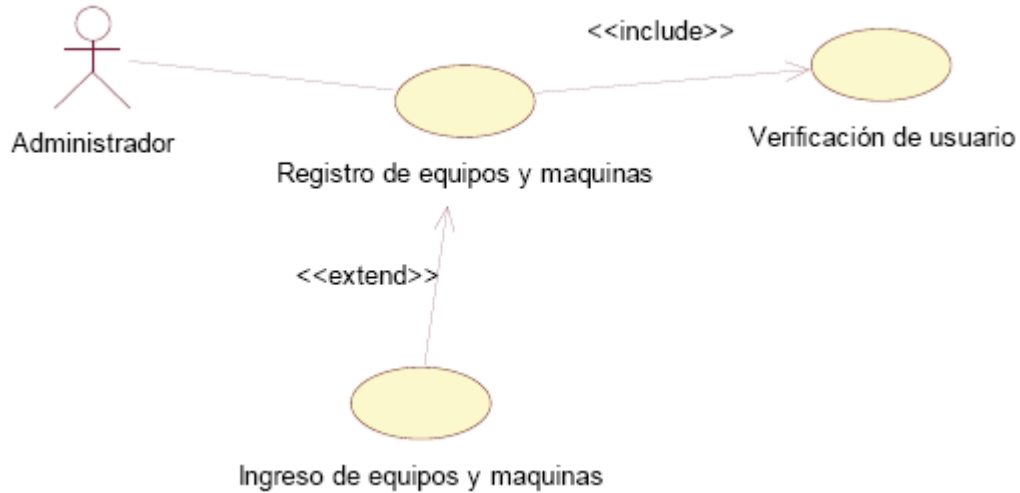 <<include>>
Administrador
Verificación de usuario
Registro de equipos y maquinas
<<extend>>
Ingreso de equipos y maquinas